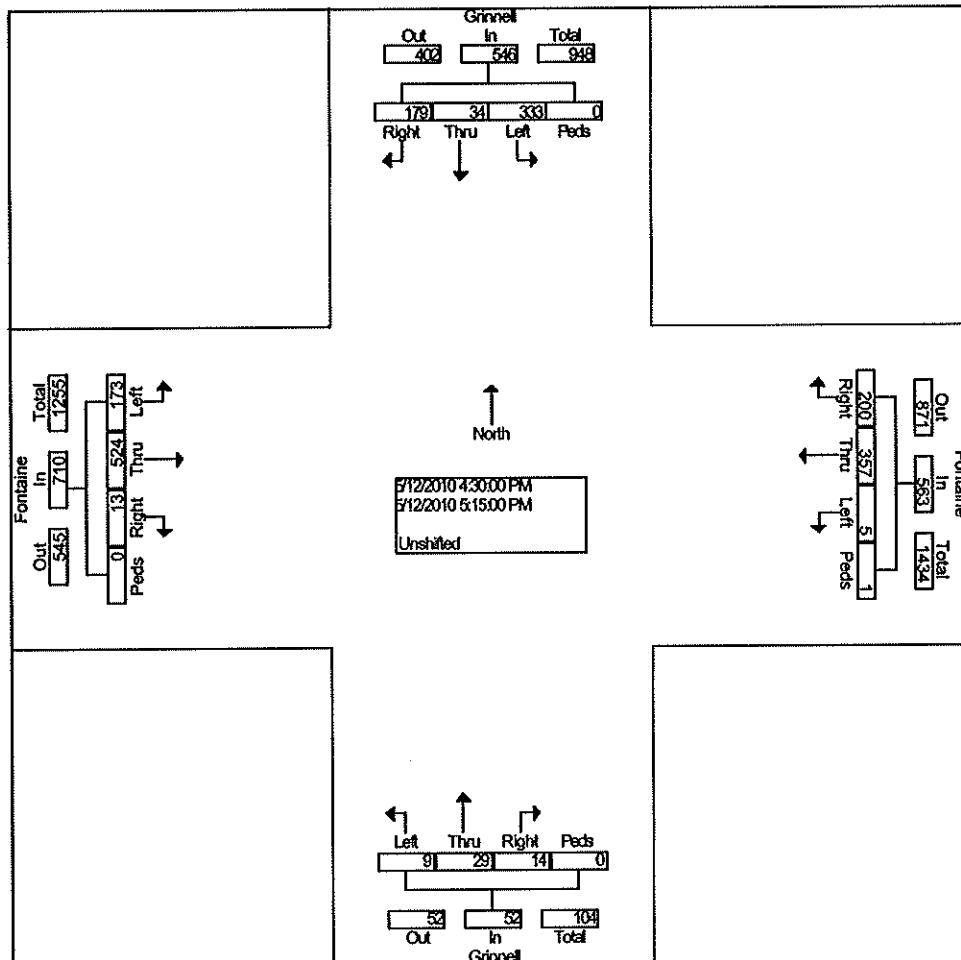 Grinnell
Out In Total
402 546 948
179 34 333 0
Right Thru Left Peds
Fontaine
Total In Out
1255 710 545
173 524 13 0
Left Thru Right Peds
North
5/12/2010 4:30:00 PM
5/12/2010 5:15:00 PM
Unshifted
Right Thru Left Peds
200 357 5 1
Out In Total
871 563 1434
Fontaine
Left Thru Right Peds
9 29 14 0
52 52 104
Out In Total
Grinnell